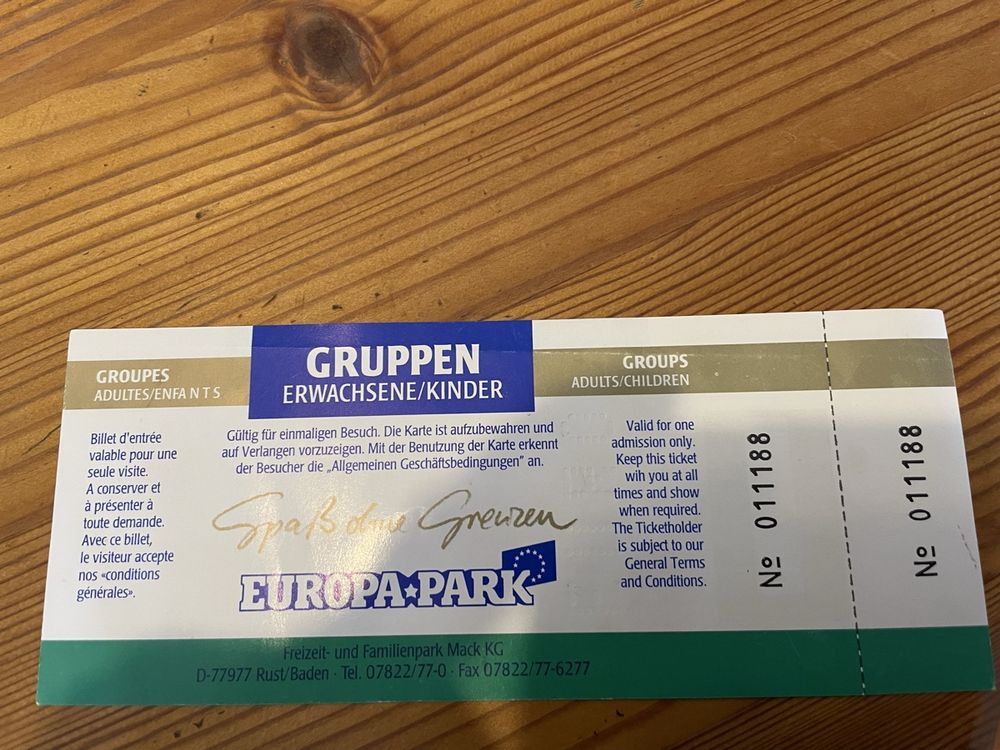 GROUPES
ADULTES/ENFANTS
GRUPPEN
ERWACHSENE/KINDER
GROUPS
ADULTS/CHILDREN
Billet d'entrée
valable pour une
seule visite.
A conserver et
à présenter à
toute demande.
Avec ce billet,
le visiteur accepte
nos «conditions
générales».
Gültig für einmaligen Besuch. Die Karte ist aufzubewahren und
auf Verlangen vorzuzeigen. Mit der Benutzung der Karte erkennt
der Besucher die „Allgemeinen Geschäftsbedingungen" an.
Spaß ohne Grenzen
EUROPA★PARK
Valid for one
admission only.
Keep this ticket
wih you at all
times and show
when required.
The Ticketholder
is subject to our
General Terms
and Conditions.
Nº 011188
Nº 011188
Freizeit- und Familienpark Mack KG
D-77977 Rust/Baden · Tel. 07822/77-0 · Fax 07822/77-6277